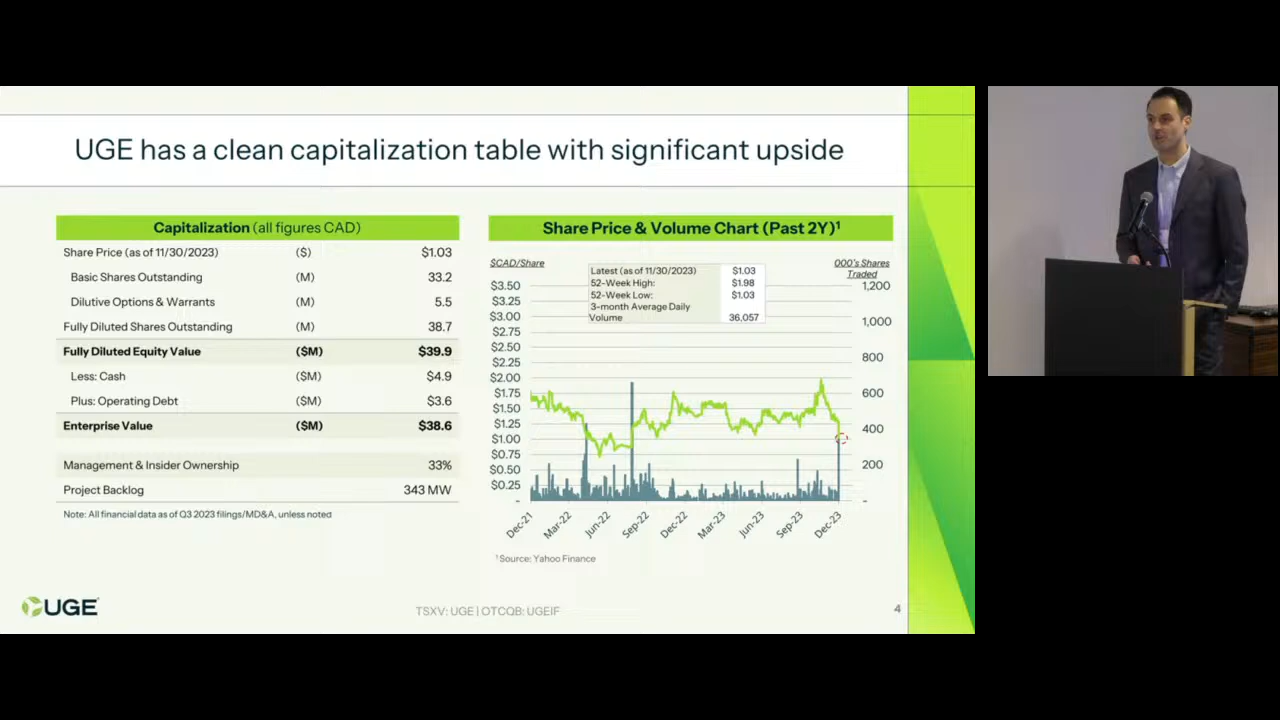 UGE has a clean capitalization table with significant upside
Capitalization (all figures CAD)
Share Price (as of 11/30/2023) ($) $1.03
Basic Shares Outstanding (M) 33.2
Dilutive Options & Warrants (M) 5.5
Fully Diluted Shares Outstanding (M) 38.7
Fully Diluted Equity Value ($M) $39.9
Less: Cash ($M) $4.9
Plus: Operating Debt ($M) $3.6
Enterprise Value ($M) $38.6
Management & Insider Ownership 33%
Project Backlog 343 MW
Note: All financial data as of Q3 2023 filings/MD&A, unless noted
Share Price & Volume Chart (Past 2Y)¹
$CAD/Share
000's Shares
Traded
Latest (as of 11/30/2023) $1.03
52-Week High: $1.98
52-Week Low: $1.03
3-month Average Daily
Volume 36,057
$3.50
$3.25
$3.00
$2.75
$2.50
$2.25
$2.00
$1.75
$1.50
$1.25
$1.00
$0.75
$0.50
$0.25
-
1,200
1,000
800
600
400
200
-
Dec-21
Mar-22
Jun-22
Sep-22
Dec-22
Mar-23
Jun-23
Sep-23
Dec-23
¹ Source: Yahoo Finance
UGE
TSXV: UGE | OTCQB: UGEIF
4